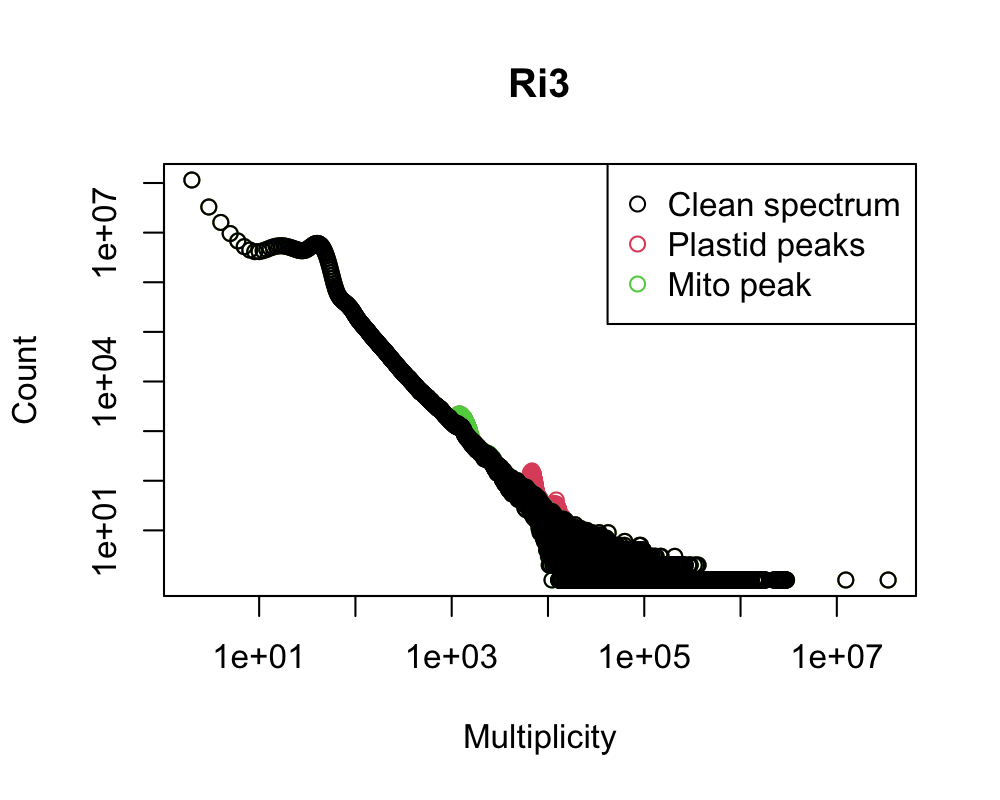 Ri3
Clean spectrum
Plastid peaks
Mito peak
Count
1e+07
1e+04
1e+01
1e+01 1e+03 1e+05 1e+07
Multiplicity